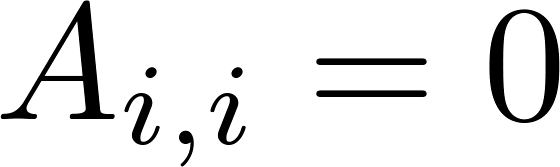 A_{i,i} = 0